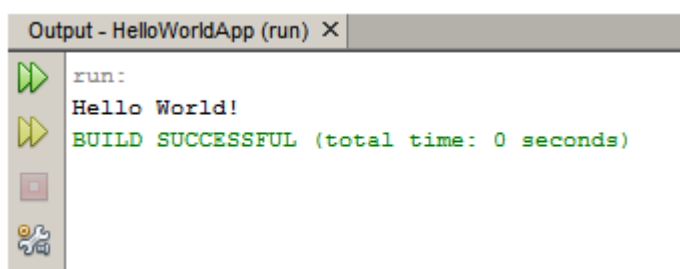 Output - HelloWorldApp (run) X
run:
Hello World!
BUILD SUCCESSFUL (total time: 0 seconds)